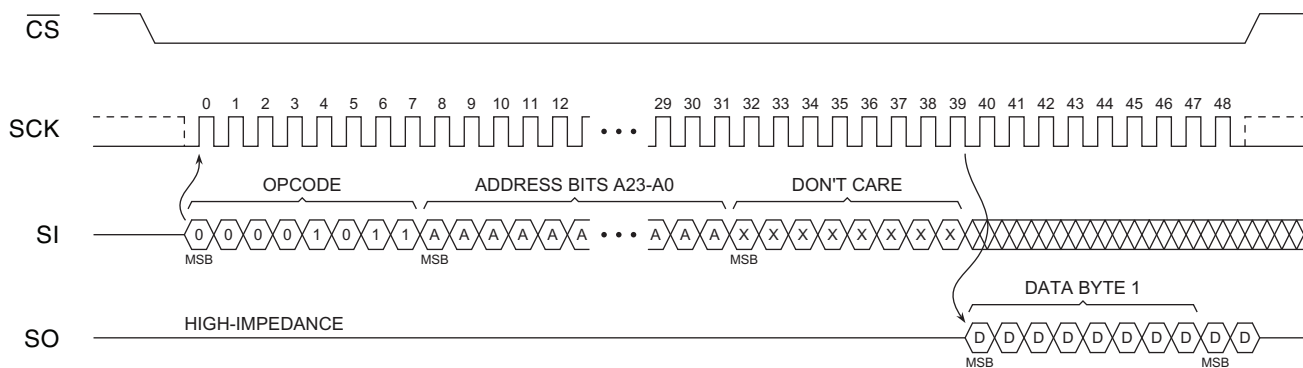 CS
0 1 2 3 4 5 6 7 8 9 10 11 12 29 30 31 32 33 34 35 36 37 38 39 40 41 42 43 44 45 46 47 48
SCK
OPCODE ADDRESS BITS A23-A0 DON'T CARE
SI 0 0 0 0 1 0 1 1 A A A A A A A A A X X X X X X X X
MSB MSB MSB
DATA BYTE 1
HIGH-IMPEDANCE
SO D D D D D D D D D D
MSB MSB